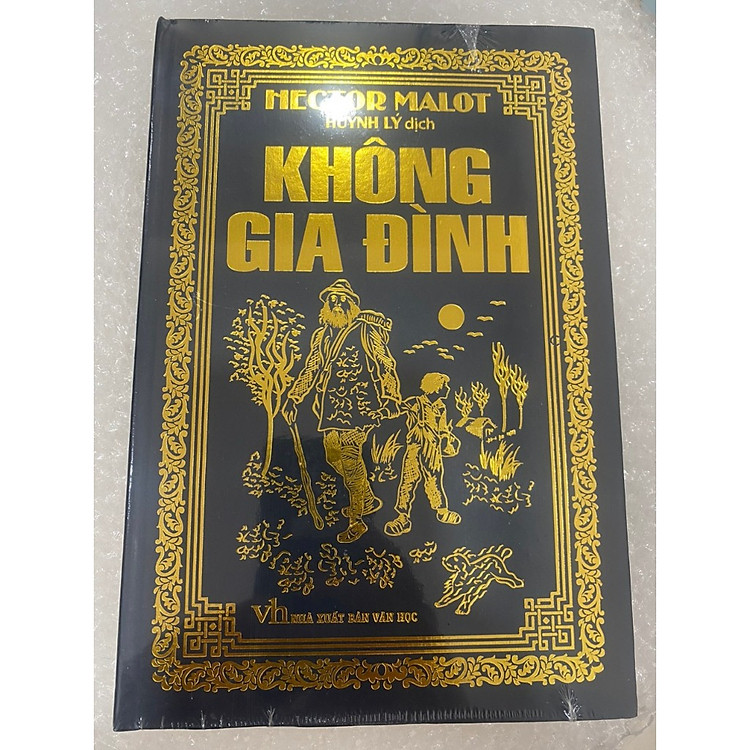 HECTOR MALOT
HUỲNH LÝ dịch
KHÔNG
GIA ĐÌNH
vh NHÀ XUẤT BẢN VĂN HỌC